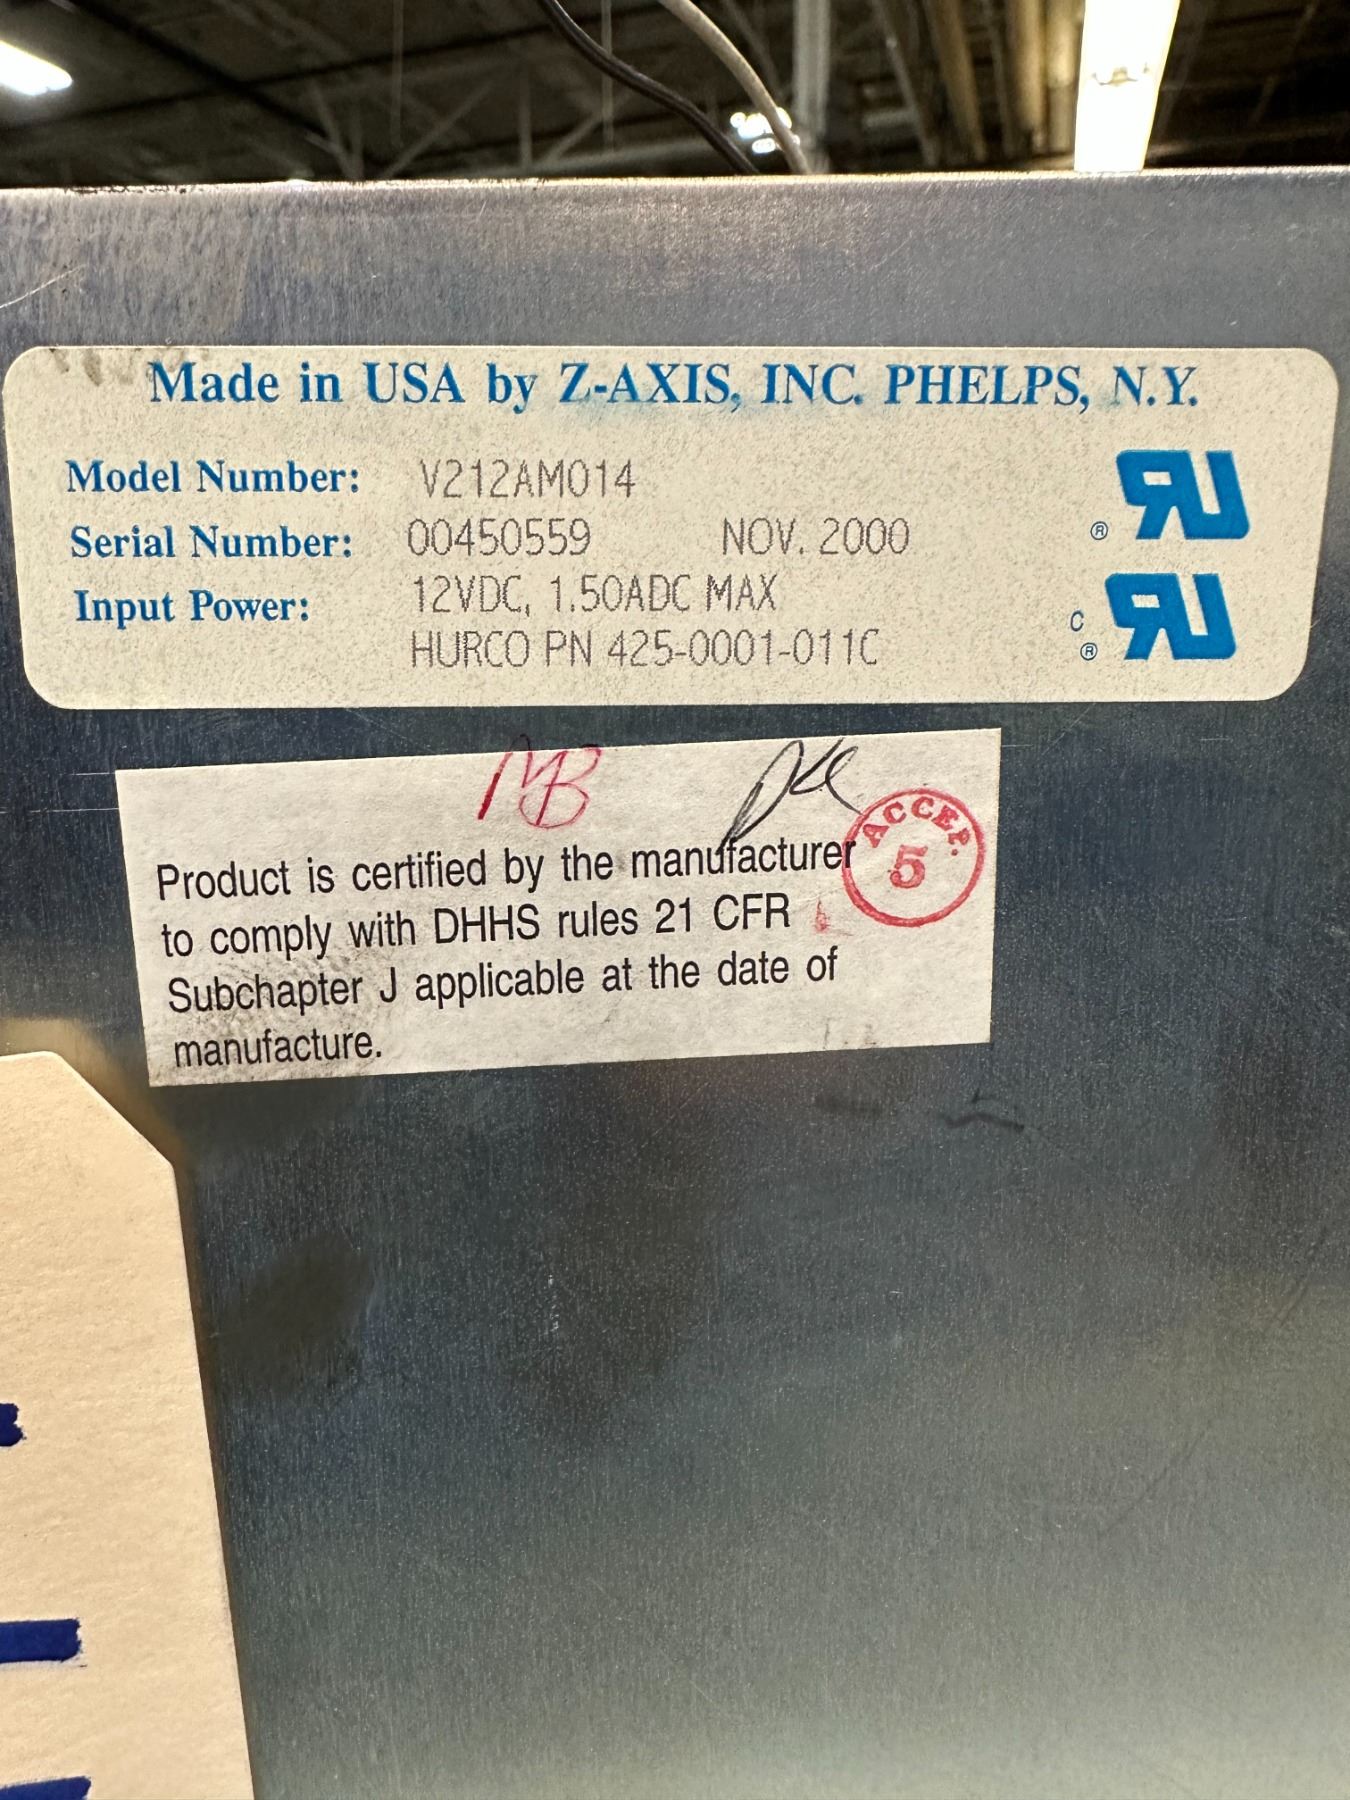 Made in USA by Z-AXIS, INC. PHELPS, N.Y.
Model Number: V212AM014
Serial Number: 00450559 NOV. 2000
Input Power: 12VDC, 1.50ADC MAX
HURCO PN 425-0001-011C
®
C
®
MB
ACCEP.
5
Product is certified by the manufacturer
to comply with DHHS rules 21 CFR
Subchapter J applicable at the date of
manufacture.